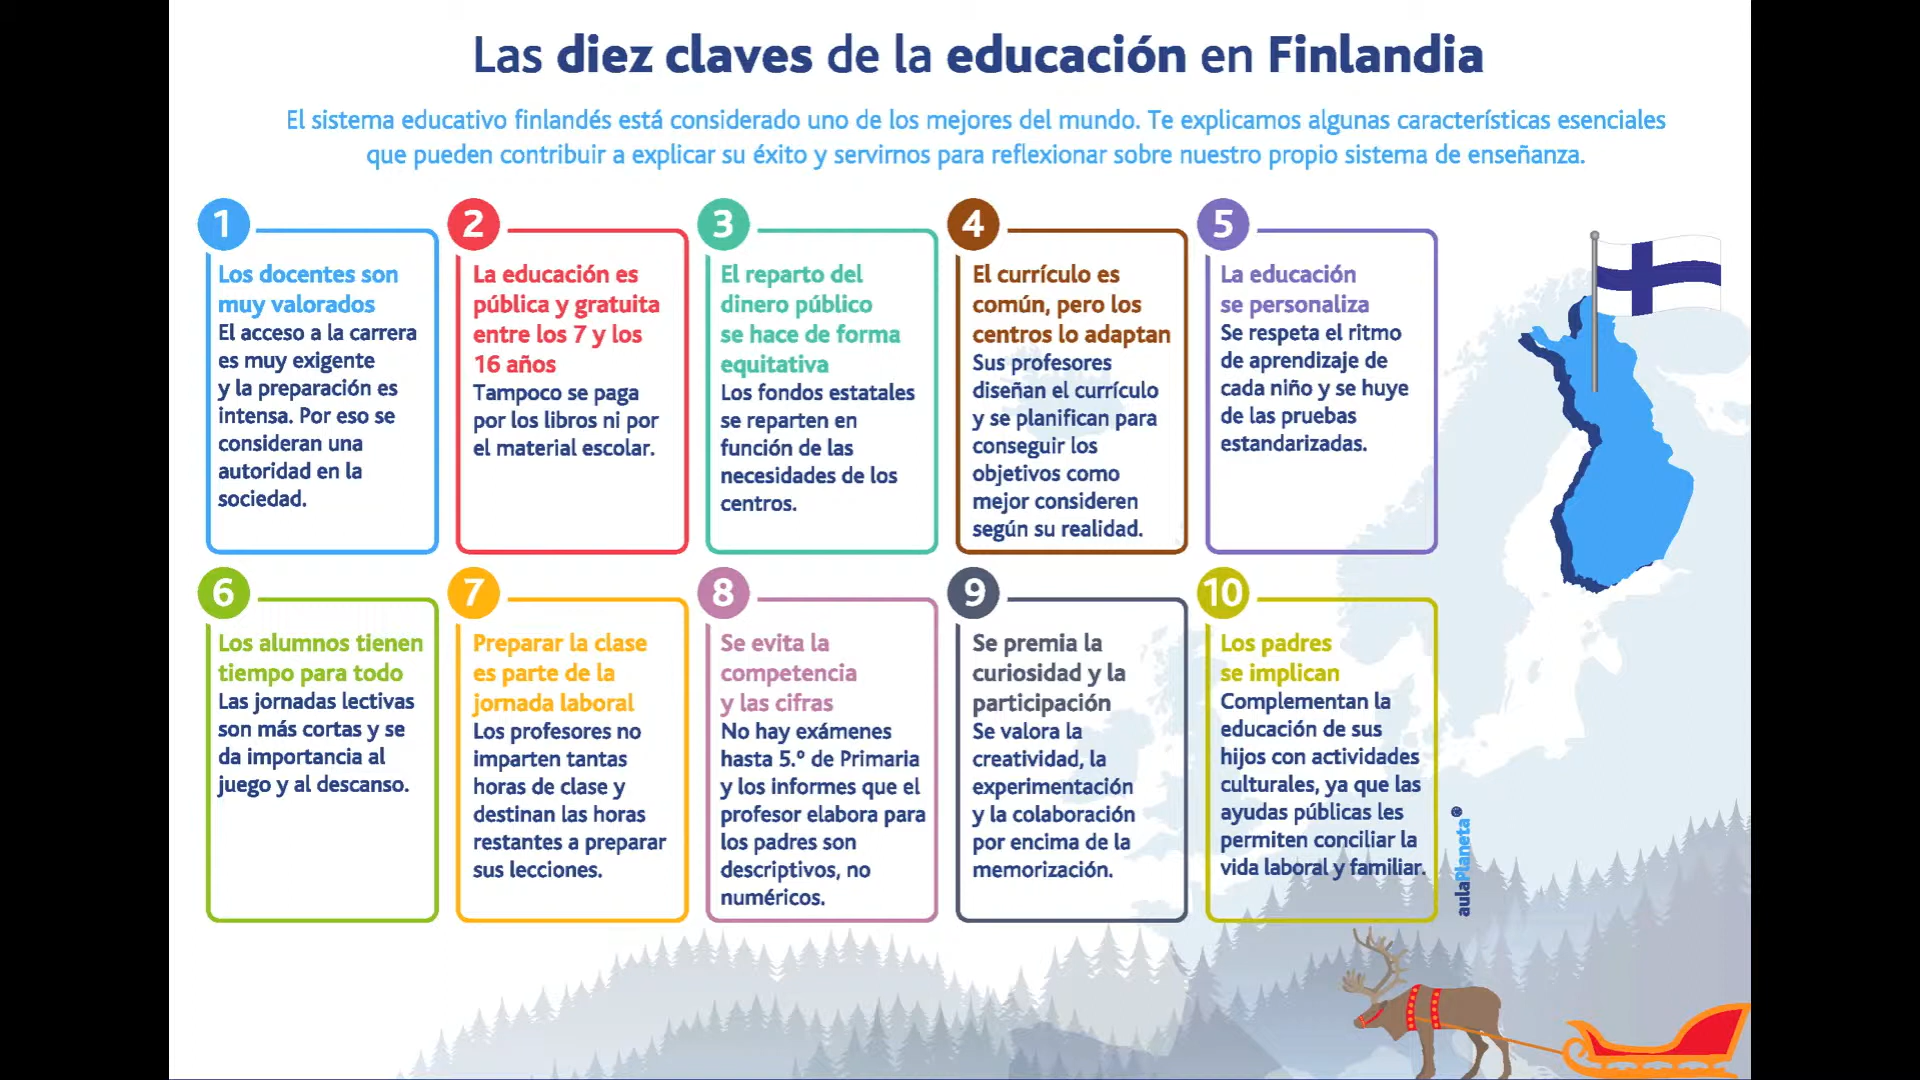 Las diez claves de la educación en Finlandia
El sistema educativo finlandés está considerado uno de los mejores del mundo. Te explicamos algunas características esenciales
que pueden contribuir a explicar su éxito y servirnos para reflexionar sobre nuestro propio sistema de enseñanza.
1
Los docentes son
muy valorados
El acceso a la carrera
es muy exigente
y la preparación es
intensa. Por eso se
consideran una
autoridad en la
sociedad.
2
La educación es
pública y gratuita
entre los 7 y los
16 años
Tampoco se paga
por los libros ni por
el material escolar.
3
El reparto del
dinero público
se hace de forma
equitativa
Los fondos estatales
se reparten en
función de las
necesidades de los
centros.
4
El currículo es
común, pero los
centros lo adaptan
Sus profesores
diseñan el currículo
y se planifican para
conseguir los
objetivos como
mejor consideren
según su realidad.
5
La educación
se personaliza
Se respeta el ritmo
de aprendizaje de
cada niño y se huye
de las pruebas
estandarizadas.
6
Los alumnos tienen
tiempo para todo
Las jornadas lectivas
son más cortas y se
da importancia al
juego y al descanso.
7
Preparar la clase
es parte de la
jornada laboral
Los profesores no
imparten tantas
horas de clase y
destinan las horas
restantes a preparar
sus lecciones.
8
Se evita la
competencia
y las cifras
No hay exámenes
hasta 5.º de Primaria
y los informes que el
profesor elabora para
los padres son
descriptivos, no
numéricos.
9
Se premia la
curiosidad y la
participación
Se valora la
creatividad, la
experimentación
y la colaboración
por encima de la
memorización.
10
Los padres
se implican
Complementan la
educación de sus
hijos con actividades
culturales, ya que las
ayudas públicas les
permiten conciliar la
vida laboral y familiar.
aulaPlaneta